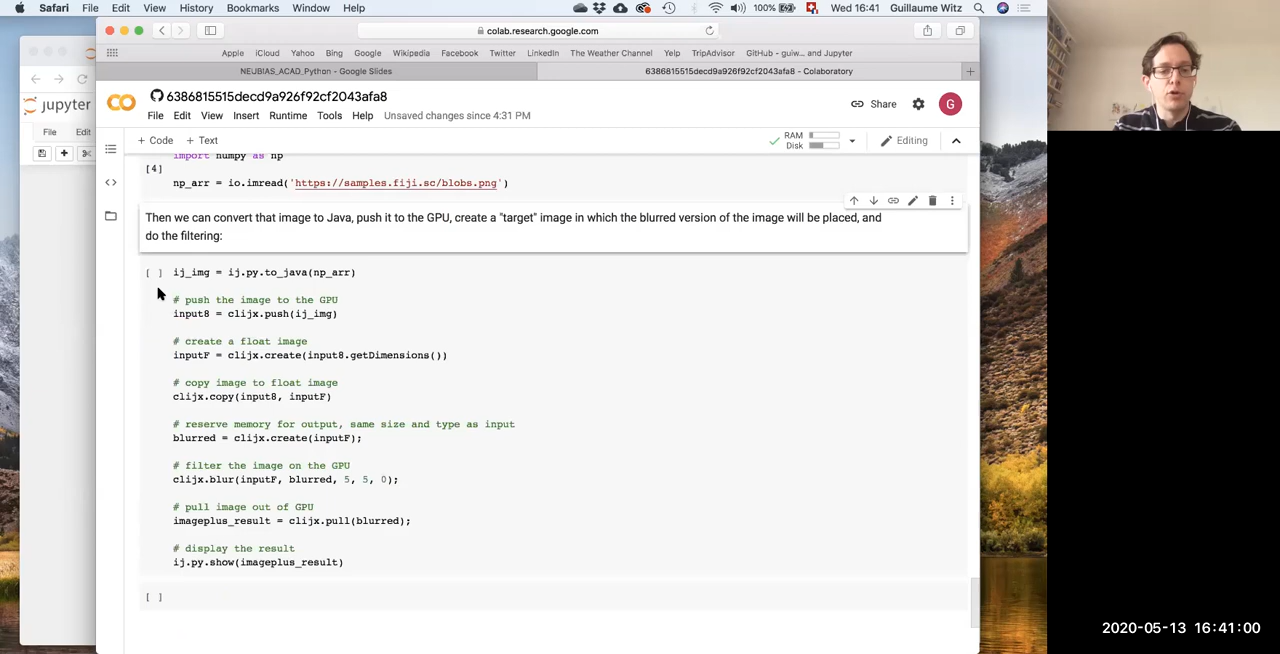 Safari File Edit View History Bookmarks Window Help 100% Wed 16:41 Guillaume Witz
colab.research.google.com
Apple iCloud Yahoo Bing Google Wikipedia Facebook Twitter LinkedIn The Weather Channel Yelp TripAdvisor GitHub - guiw... and Jupyter
NEUBIAS_ACAD_Python - Google Slides 6386815515decd9a926f92cf2043afa8 - Colaboratory
jupyter
File Edit
CO 6386815515decd9a926f92cf2043afa8 Share G
File Edit View Insert Runtime Tools Help Unsaved changes since 4:31 PM
+ Code + Text RAM Disk Editing
import numpy as np
[4]
np_arr = io.imread('https://samples.fiji.sc/blobs.png')
Then we can convert that image to Java, push it to the GPU, create a "target" image in which the blurred version of the image will be placed, and
do the filtering:
[ ] ij_img = ij.py.to_java(np_arr)
# push the image to the GPU
input8 = clijx.push(ij_img)
# create a float image
inputF = clijx.create(input8.getDimensions())
# copy image to float image
clijx.copy(input8, inputF)
# reserve memory for output, same size and type as input
blurred = clijx.create(inputF);
# filter the image on the GPU
clijx.blur(inputF, blurred, 5, 5, 0);
# pull image out of GPU
imageplus_result = clijx.pull(blurred);
# display the result
ij.py.show(imageplus_result)
[ ]
2020-05-13 16:41:00